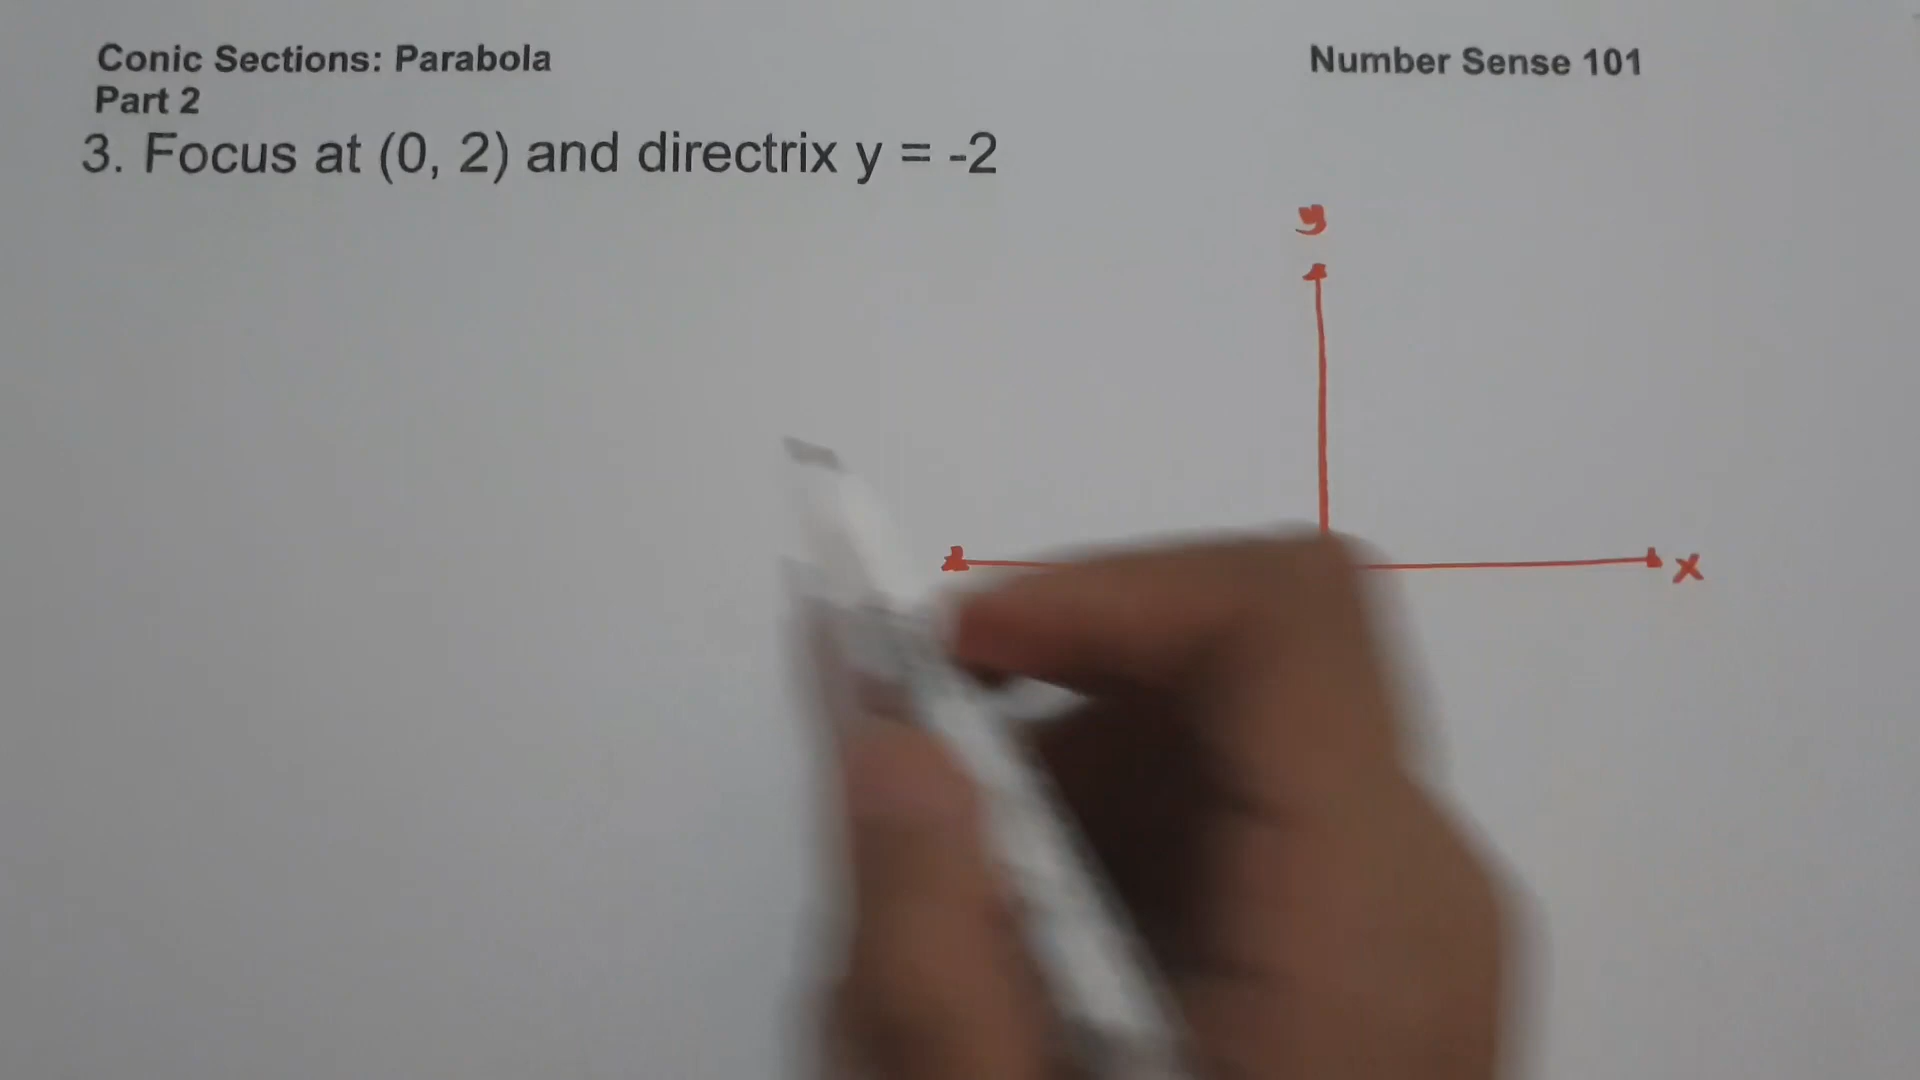 Conic Sections: Parabola
Number Sense 101
Part 2
3. Focus at (0, 2) and directrix y = -2
y
x